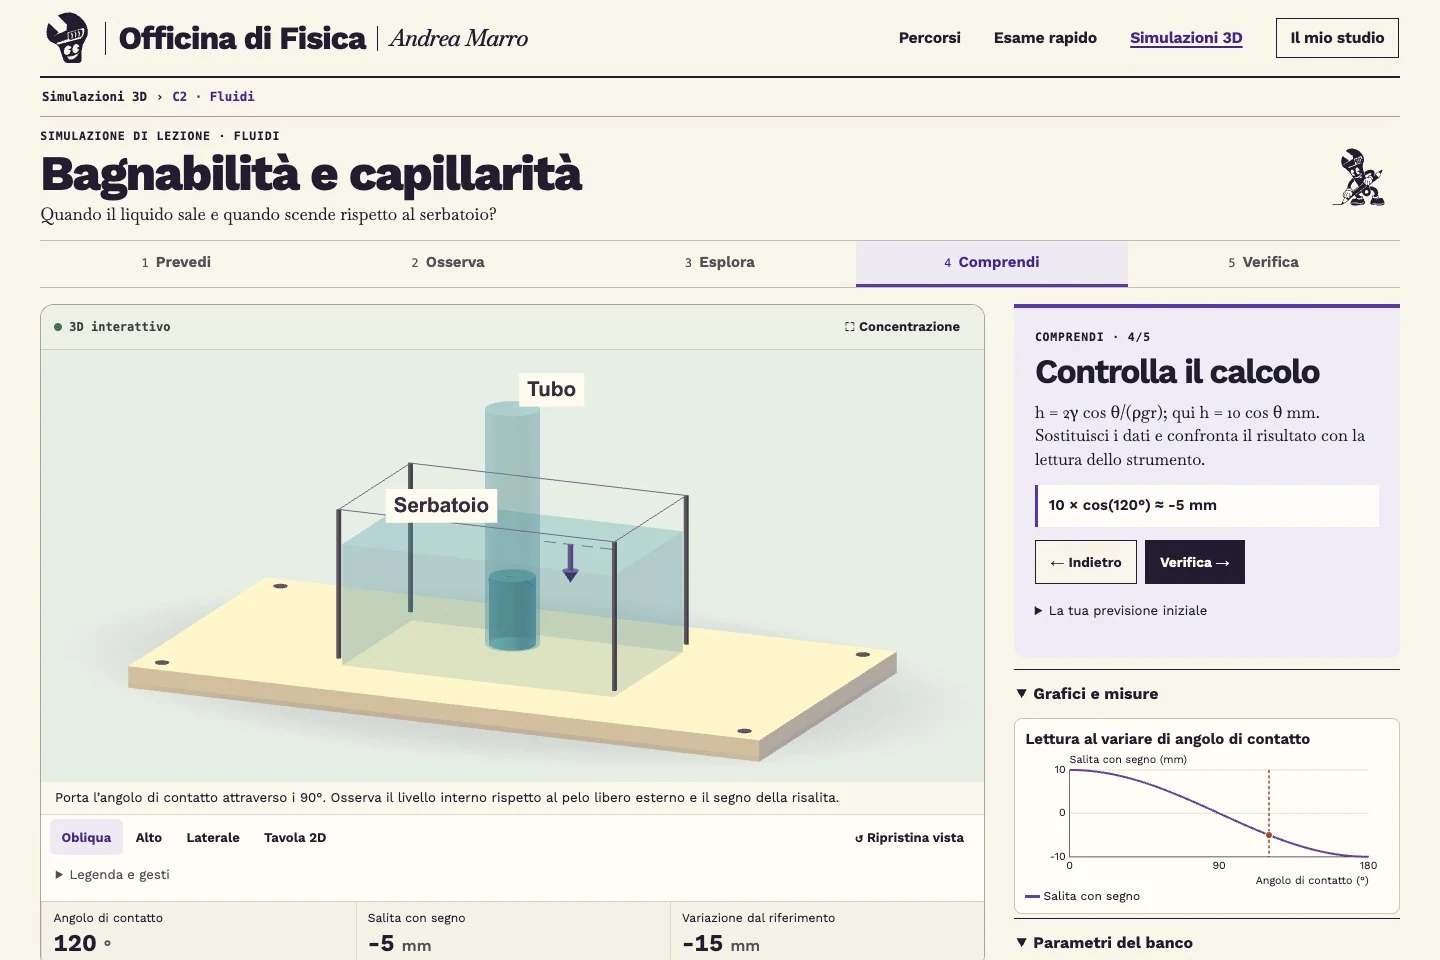 Officina di Fisica Andrea Marro
Percorsi Esame rapido Simulazioni 3D Il mio studio
Simulazioni 3D › C2 · Fluidi
SIMULAZIONE DI LEZIONE · FLUIDI
Bagnabilità e capillarità
Quando il liquido sale e quando scende rispetto al serbatoio?
1 Prevedi 2 Osserva 3 Esplora 4 Comprendi 5 Verifica
3D interattivo
⛶ Concentrazione
Tubo
Serbatoio
Porta l’angolo di contatto attraverso i 90°. Osserva il livello interno rispetto al pelo libero esterno e il segno della risalita.
Obliqua Alto Laterale Tavola 2D ↺ Ripristina vista
▶ Legenda e gesti
Angolo di contatto
120 °
Salita con segno
-5 mm
Variazione dal riferimento
-15 mm
COMPRENDI · 4/5
Controlla il calcolo
h = 2γ cos θ/(ρgr); qui h = 10 cos θ mm.
Sostituisci i dati e confronta il risultato con la
lettura dello strumento.
10 × cos(120°) ≈ -5 mm
← Indietro Verifica →
▶ La tua previsione iniziale
▼ Grafici e misure
Lettura al variare di angolo di contatto
Salita con segno (mm)
10
0
-10
0 90 180
Angolo di contatto (°)
Salita con segno
▼ Parametri del banco